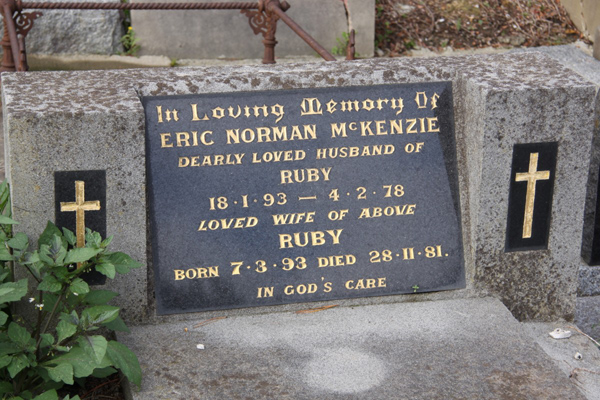 In Loving Memory Of
ERIC NORMAN McKENZIE
DEARLY LOVED HUSBAND OF
RUBY
18·1·93 — 4·2·78
LOVED WIFE OF ABOVE
RUBY
BORN 7·3·93 DIED 28·11·81.
IN GOD'S CARE